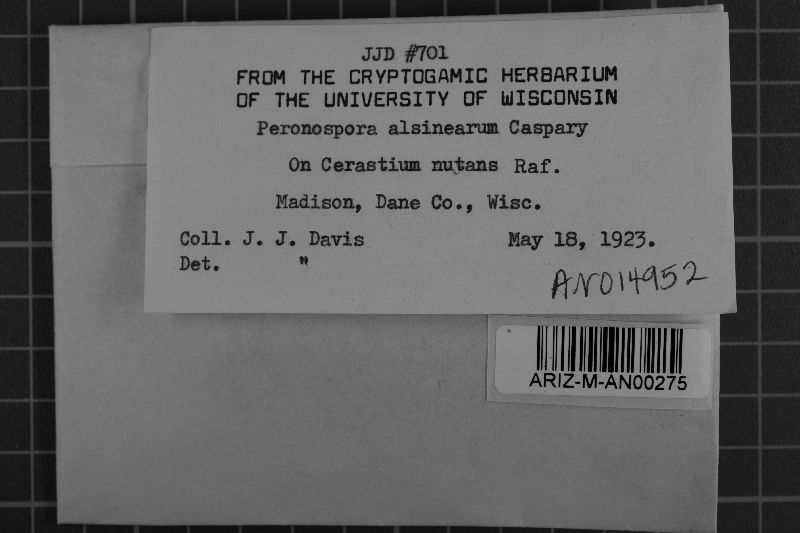 JJD #701
FROM THE CRYPTOGAMIC HERBARIUM
OF THE UNIVERSITY OF WISCONSIN
Peronospora alsinearum Caspary
On Cerastium nutans Raf.
Madison, Dane Co., Wisc.
Coll. J. J. Davis May 18, 1923.
Det. "
AN014952
ARIZ-M-AN00275